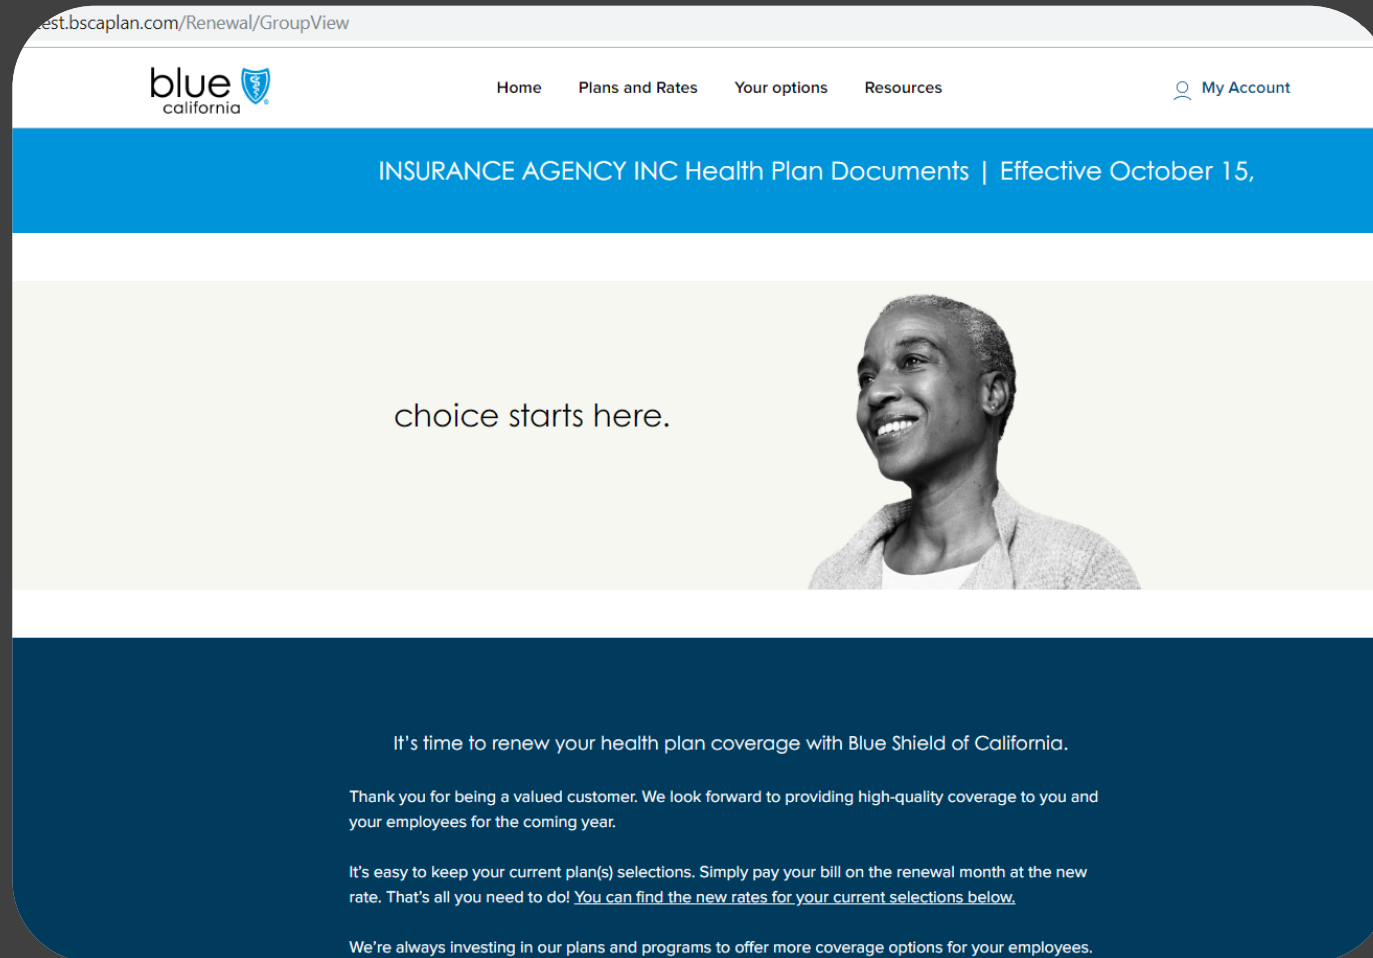 est.bscaplan.com/Renewal/GroupView
blue
california
Home Plans and Rates Your options Resources My Account
INSURANCE AGENCY INC Health Plan Documents | Effective October 15,
choice starts here.
It’s time to renew your health plan coverage with Blue Shield of California.
Thank you for being a valued customer. We look forward to providing high-quality coverage to you and
your employees for the coming year.
It’s easy to keep your current plan(s) selections. Simply pay your bill on the renewal month at the new
rate. That’s all you need to do! You can find the new rates for your current selections below.
We’re always investing in our plans and programs to offer more coverage options for your employees.